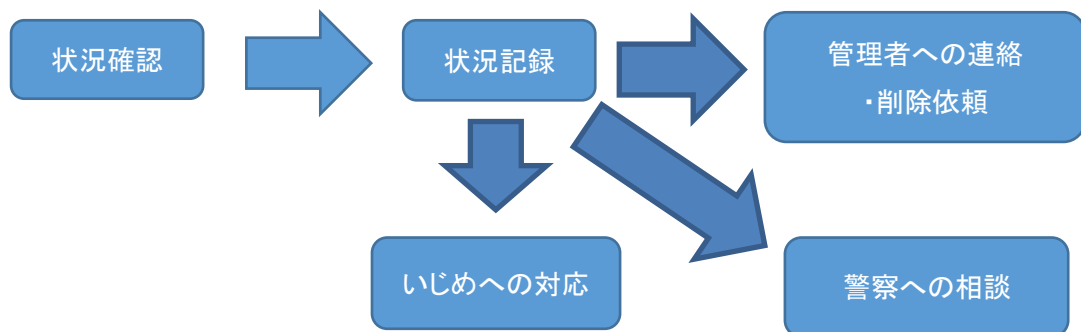 状況確認
状況記録
管理者への連絡
・削除依頼
いじめへの対応
警察への相談